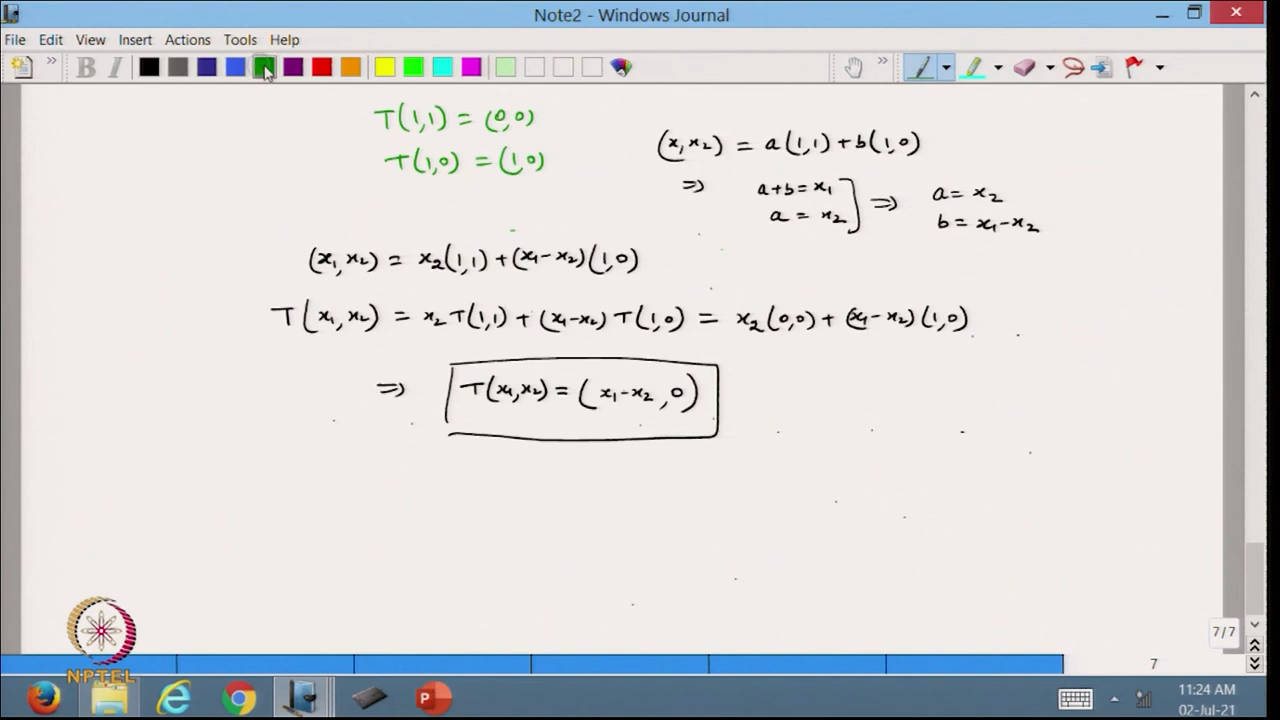 Note2 - Windows Journal
File Edit View Insert Actions Tools Help
B I
T(1,1) = (0,0)
T(1,0) = (1,0)
(x₁,x₂) = a(1,1)+b(1,0)
⇒ a+b=x₁
a = x₂
⇒ a= x₂
b= x₁-x₂
(x₁,x₂) = x₂(1,1)+(x₁-x₂)(1,0)
T(x₁,x₂) = x₂T(1,1)+(x₁-x₂)T(1,0) = x₂(0,0)+(x₁-x₂)(1,0)
⇒ T(x₁,x₂)=(x₁-x₂,0)
7/7
7
NPTEL
11:24 AM
02-Jul-21